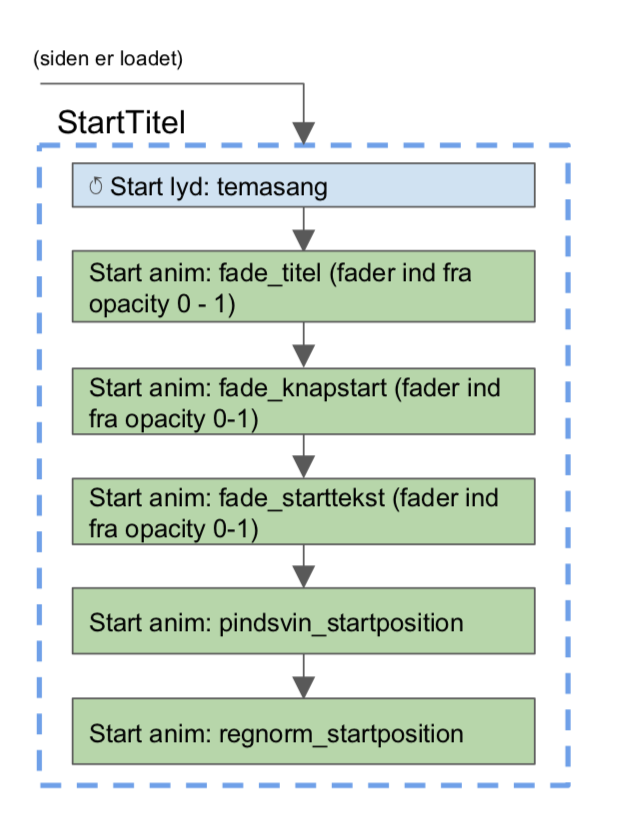 (siden er loadet)
StartTitel
↺ Start lyd: temasang
Start anim: fade_titel (fader ind fra
opacity 0 - 1)
Start anim: fade_knapstart (fader ind
fra opacity 0-1)
Start anim: fade_starttekst (fader ind
fra opacity 0-1)
Start anim: pindsvin_startposition
Start anim: regnorm_startposition